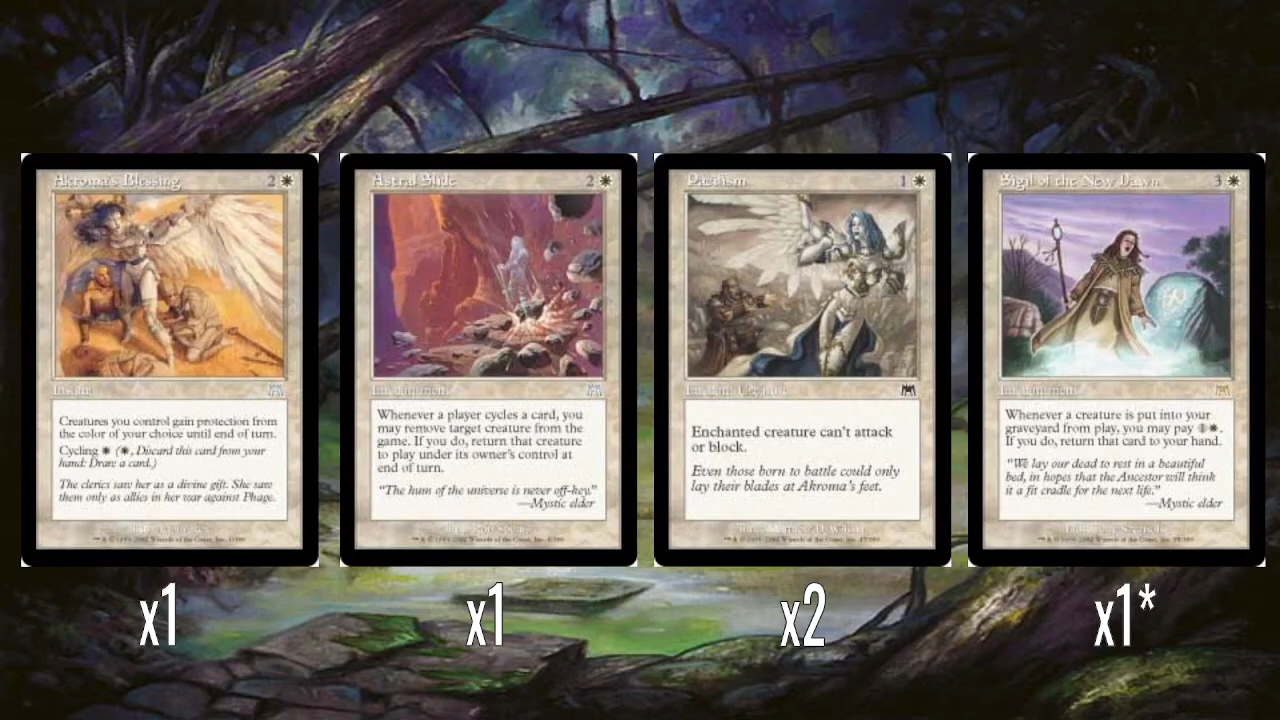 Akroma's Blessing 2
Creatures you control gain protection from
the color of your choice until end of turn.
Cycling (, Discard this card from your
hand: Draw a card.)
The clerics saw her as a divine gift. She saw
them only as allies in her war against Phage.
x1
Astral Slide 2
Whenever a player cycles a card, you
may remove target creature from the
game. If you do, return that creature
to play under its owner's control at
end of turn.
"The hum of the universe is never off-key."
—Mystic elder
x1
Pacifism 1
Enchanted creature can't attack
or block.
Even those born to battle could only
lay their blades at Akroma's feet.
x2
Sigil of the New Dawn 3
Enchantment
Whenever a creature is put into your
graveyard from play, you may pay 1.
If you do, return that card to your hand.
"We lay our dead to rest in a beautiful
bed, in hopes that the Ancestor will think
it a fit cradle for the next life."
—Mystic elder
x1*